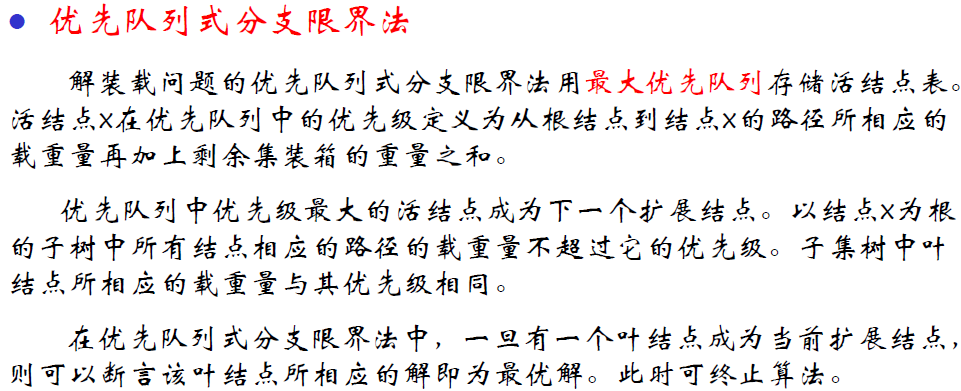 ● 优先队列式分支限界法
解装载问题的优先队列式分支限界法用最大优先队列存储活结点表。
活结点x在优先队列中的优先级定义为从根结点到结点x的路径所相应的
载重量再加上剩余集装箱的重量之和。
优先队列中优先级最大的活结点成为下一个扩展结点。以结点x为根
的子树中所有结点相应的路径的载重量不超过它的优先级。子集树中叶
结点所相应的载重量与其优先级相同。
在优先队列式分支限界法中，一旦有一个叶结点成为当前扩展结点，
则可以断言该叶结点所相应的解即为最优解。此时可终止算法。